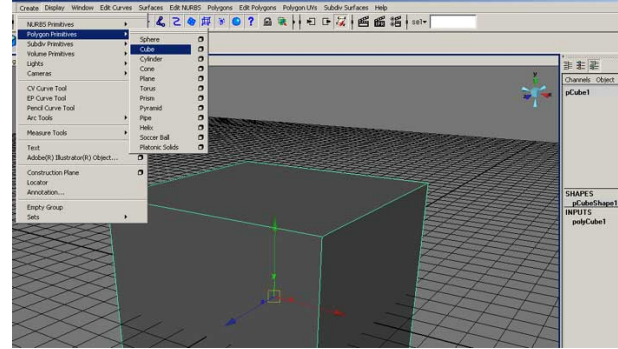 Create Display Window Edit Curves Surfaces Edit NURBS Polygons Edit Polygons Polygon UVs Subdiv Surfaces Help
sel-
NURBS Primitives
Polygon Primitives
Subdiv Primitives
Volume Primitives
Lights
Cameras
CV Curve Tool
EP Curve Tool
Pencil Curve Tool
Arc Tools
Measure Tools
Text
Adobe(R) Illustrator(R) Object...
Construction Plane
Locator
Annotation...
Empty Group
Sets
Sphere
Cube
Cylinder
Cone
Plane
Torus
Prism
Pyramid
Pipe
Helix
Soccer Ball
Platonic Solids
y
y
Channels Object
pCube1
SHAPES
pCubeShape1
INPUTS
polyCube1